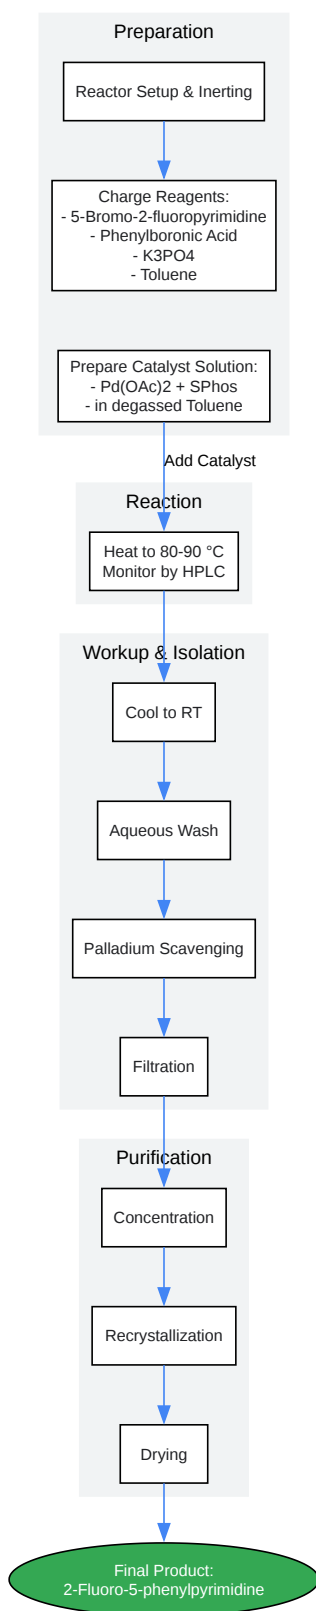 Preparation
Reactor Setup & Inerting
Charge Reagents:
- 5-Bromo-2-fluoropyrimidine
- Phenylboronic Acid
- K3PO4
- Toluene
Prepare Catalyst Solution:
- Pd(OAc)2 + SPhos
- in degassed Toluene
Add Catalyst
Reaction
Heat to 80-90 °C
Monitor by HPLC
Workup & Isolation
Cool to RT
Aqueous Wash
Palladium Scavenging
Filtration
Purification
Concentration
Recrystallization
Drying
Final Product:
2-Fluoro-5-phenylpyrimidine